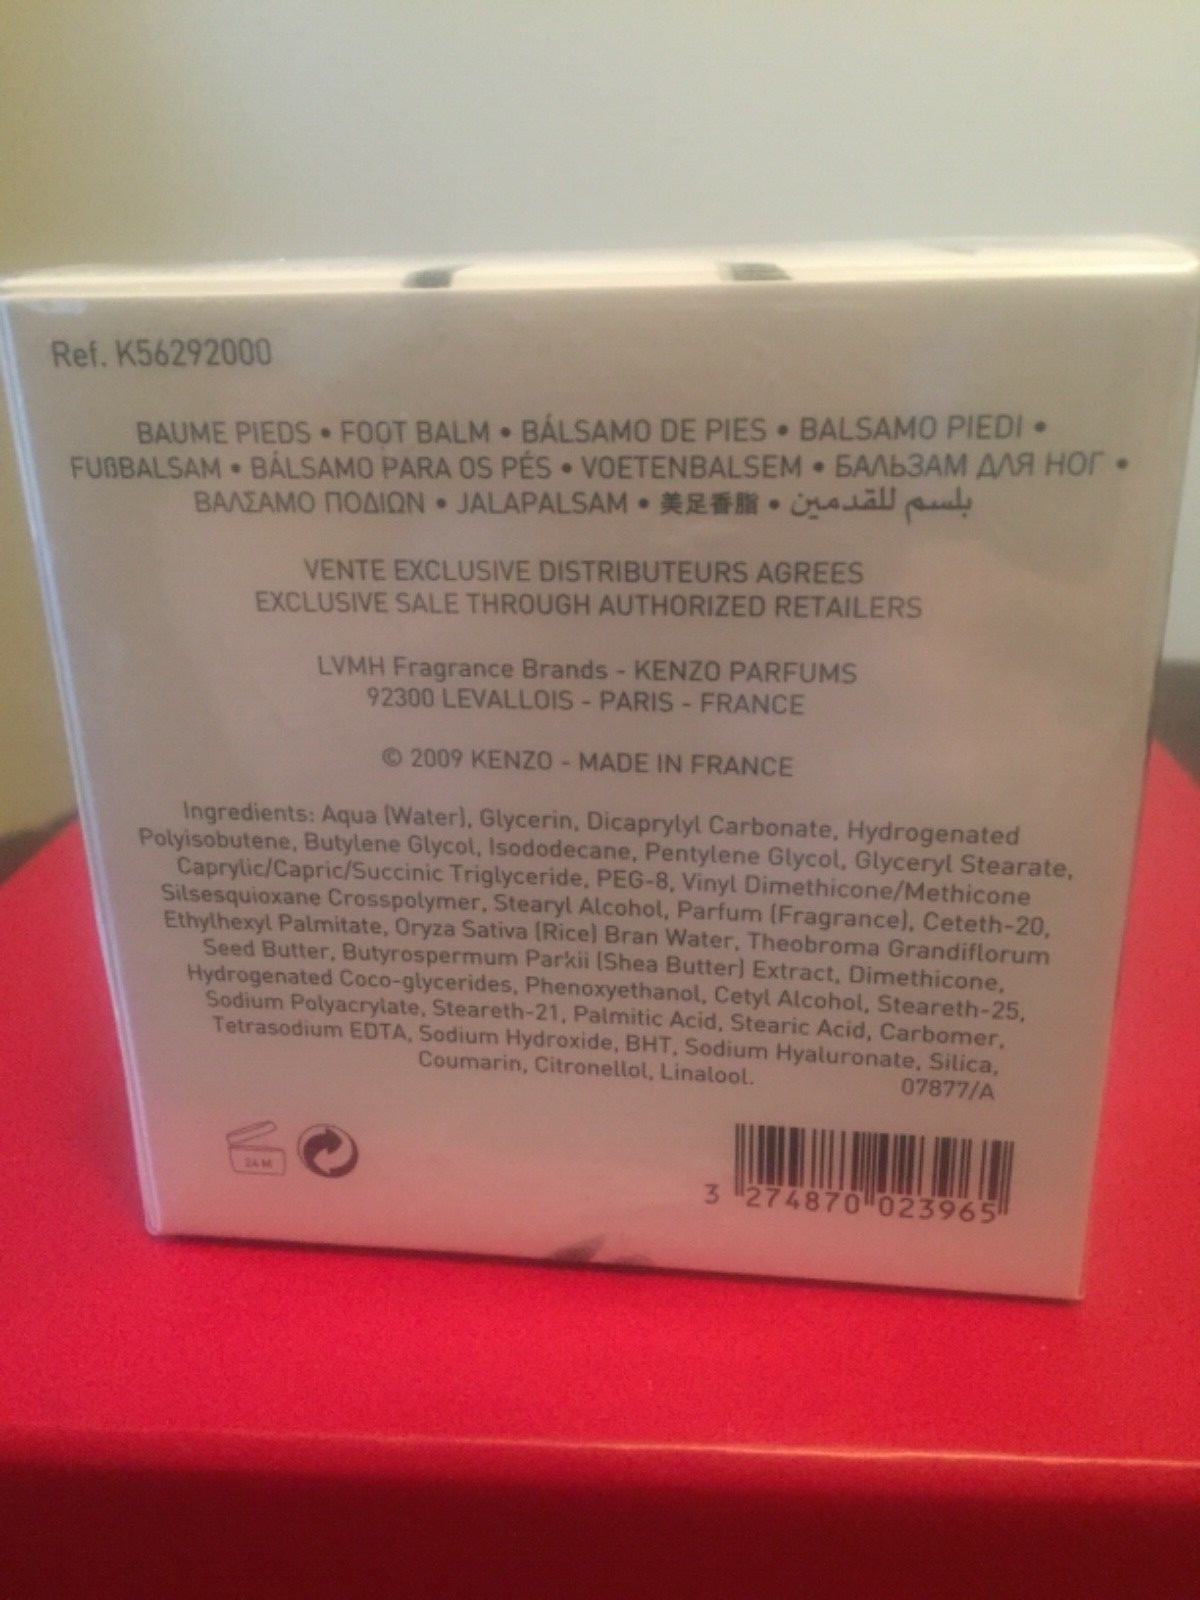 Ref. K56292000
BAUME PIEDS • FOOT BALM • BÁLSAMO DE PIES • BALSAMO PIEDI •
FUßBALSAM • BÁLSAMO PARA OS PÉS • VOETENBALSEM • БАЛЬЗАМ ДЛЯ НОГ •
ΒΑΛΣΑΜΟ ΠΟΔΙΩΝ • JALAPALSAM • 美足香脂 • بلسم للقدمين
VENTE EXCLUSIVE DISTRIBUTEURS AGREES
EXCLUSIVE SALE THROUGH AUTHORIZED RETAILERS
LVMH Fragrance Brands - KENZO PARFUMS
92300 LEVALLOIS - PARIS - FRANCE
© 2009 KENZO - MADE IN FRANCE
Ingredients: Aqua (Water), Glycerin, Dicaprylyl Carbonate, Hydrogenated
Polyisobutene, Butylene Glycol, Isododecane, Pentylene Glycol, Glyceryl Stearate,
Caprylic/Capric/Succinic Triglyceride, PEG-8, Vinyl Dimethicone/Methicone
Silsesquioxane Crosspolymer, Stearyl Alcohol, Parfum (Fragrance), Ceteth-20,
Ethylhexyl Palmitate, Oryza Sativa (Rice) Bran Water, Theobroma Grandiflorum
Seed Butter, Butyrospermum Parkii (Shea Butter) Extract, Dimethicone,
Hydrogenated Coco-glycerides, Phenoxyethanol, Cetyl Alcohol, Steareth-25,
Sodium Polyacrylate, Steareth-21, Palmitic Acid, Stearic Acid, Carbomer,
Tetrasodium EDTA, Sodium Hydroxide, BHT, Sodium Hyaluronate, Silica,
Coumarin, Citronellol, Linalool. 07877/A
24 M
3 274870 023965